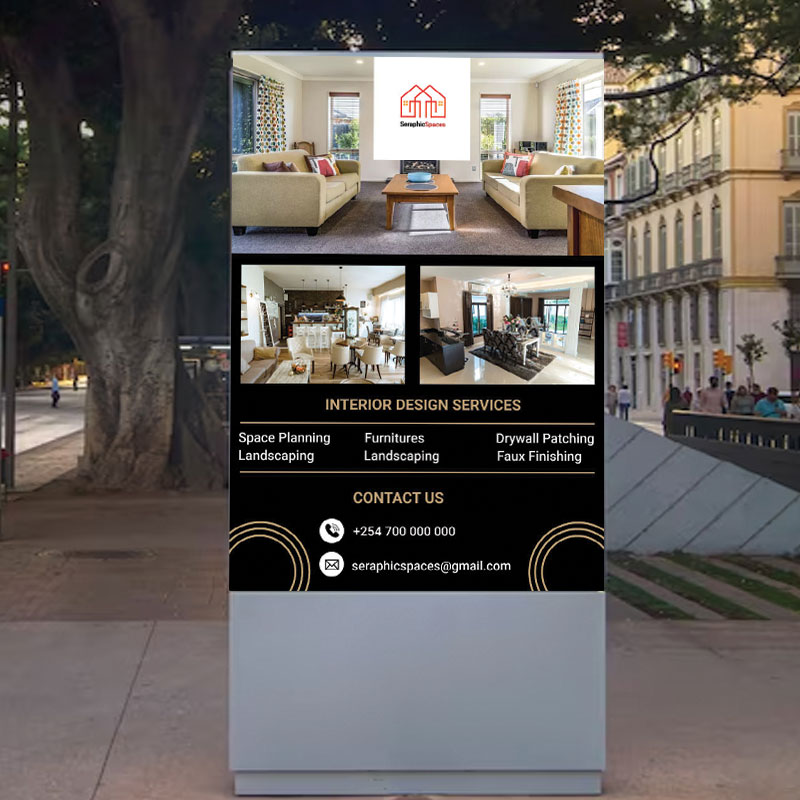 SeraphicSpaces
INTERIOR DESIGN SERVICES
Space Planning Furnitures Drywall Patching
Landscaping Landscaping Faux Finishing
CONTACT US
+254 700 000 000
seraphicspaces@gmail.com